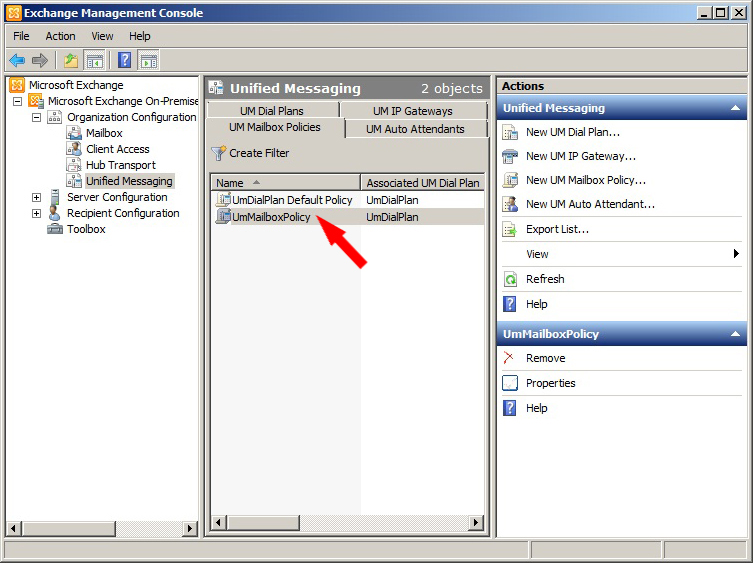 Exchange Management Console
File Action View Help
Microsoft Exchange
Microsoft Exchange On-Premise
Organization Configuration
Mailbox
Client Access
Hub Transport
Unified Messaging
Server Configuration
Recipient Configuration
Toolbox
Unified Messaging 2 objects
UM Dial Plans UM IP Gateways
UM Mailbox Policies UM Auto Attendants
Create Filter
Name Associated UM Dial Plan
UmDialPlan Default Policy UmDialPlan
UmMailboxPolicy UmDialPlan
Actions
Unified Messaging
New UM Dial Plan...
New UM IP Gateway...
New UM Mailbox Policy...
New UM Auto Attendant...
Export List...
View
Refresh
Help
UmMailboxPolicy
Remove
Properties
Help